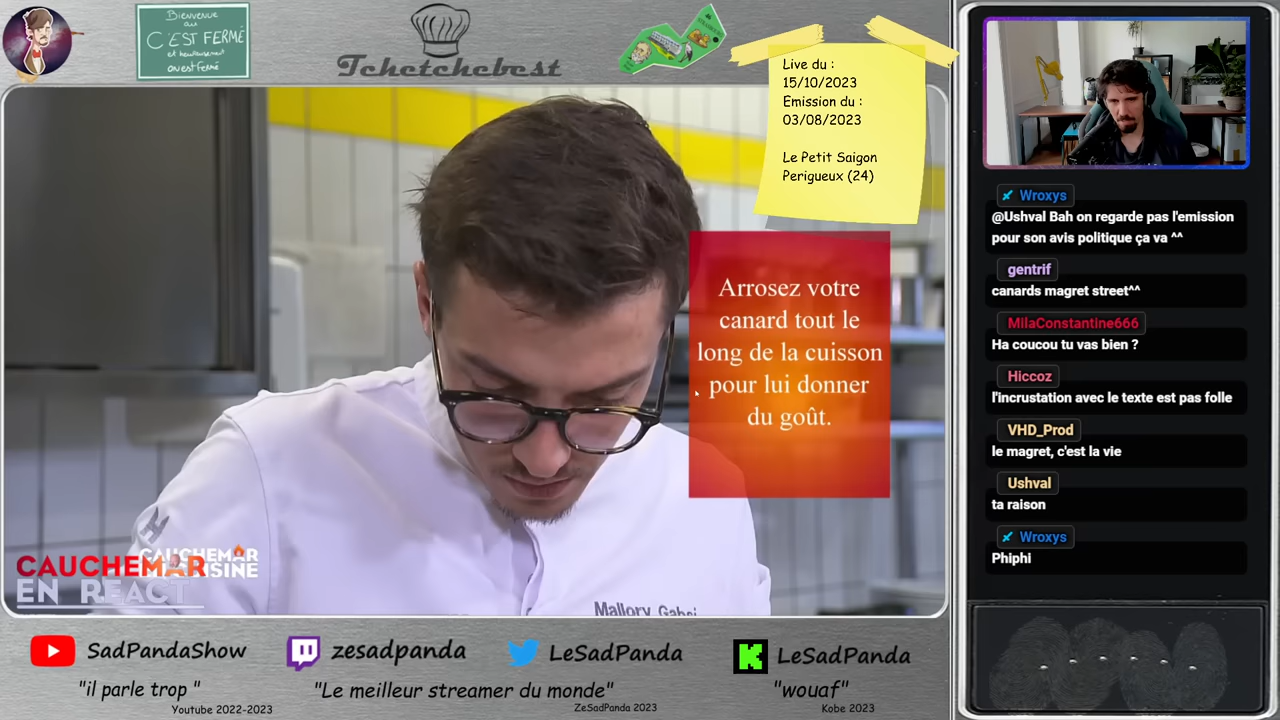 Bienvenue
au
C'EST FERMÉ
et heureusement
on est fermé
Tchetchebest
Live du :
15/10/2023
Emission du :
03/08/2023
Le Petit Saigon
Perigueux (24)
Arrosez votre
canard tout le
long de la cuisson
pour lui donner
du goût.
CAUCHEMAR
EN REACT
CAUCHEMAR
Mallory Gabsi
SadPandaShow
zesadpanda
LeSadPanda
LeSadPanda
"il parle trop "
Youtube 2022-2023
"Le meilleur streamer du monde"
ZeSadPanda 2023
"wouaf"
Kobe 2023
Wroxys
@Ushval Bah on regarde pas l'emission
pour son avis politique ça va ^^
gentrif
canards magret street^^
MilaConstantine666
Ha coucou tu vas bien ?
Hiccoz
l'incrustation avec le texte est pas folle
VHD_Prod
le magret, c'est la vie
Ushval
ta raison
Wroxys
Phiphi